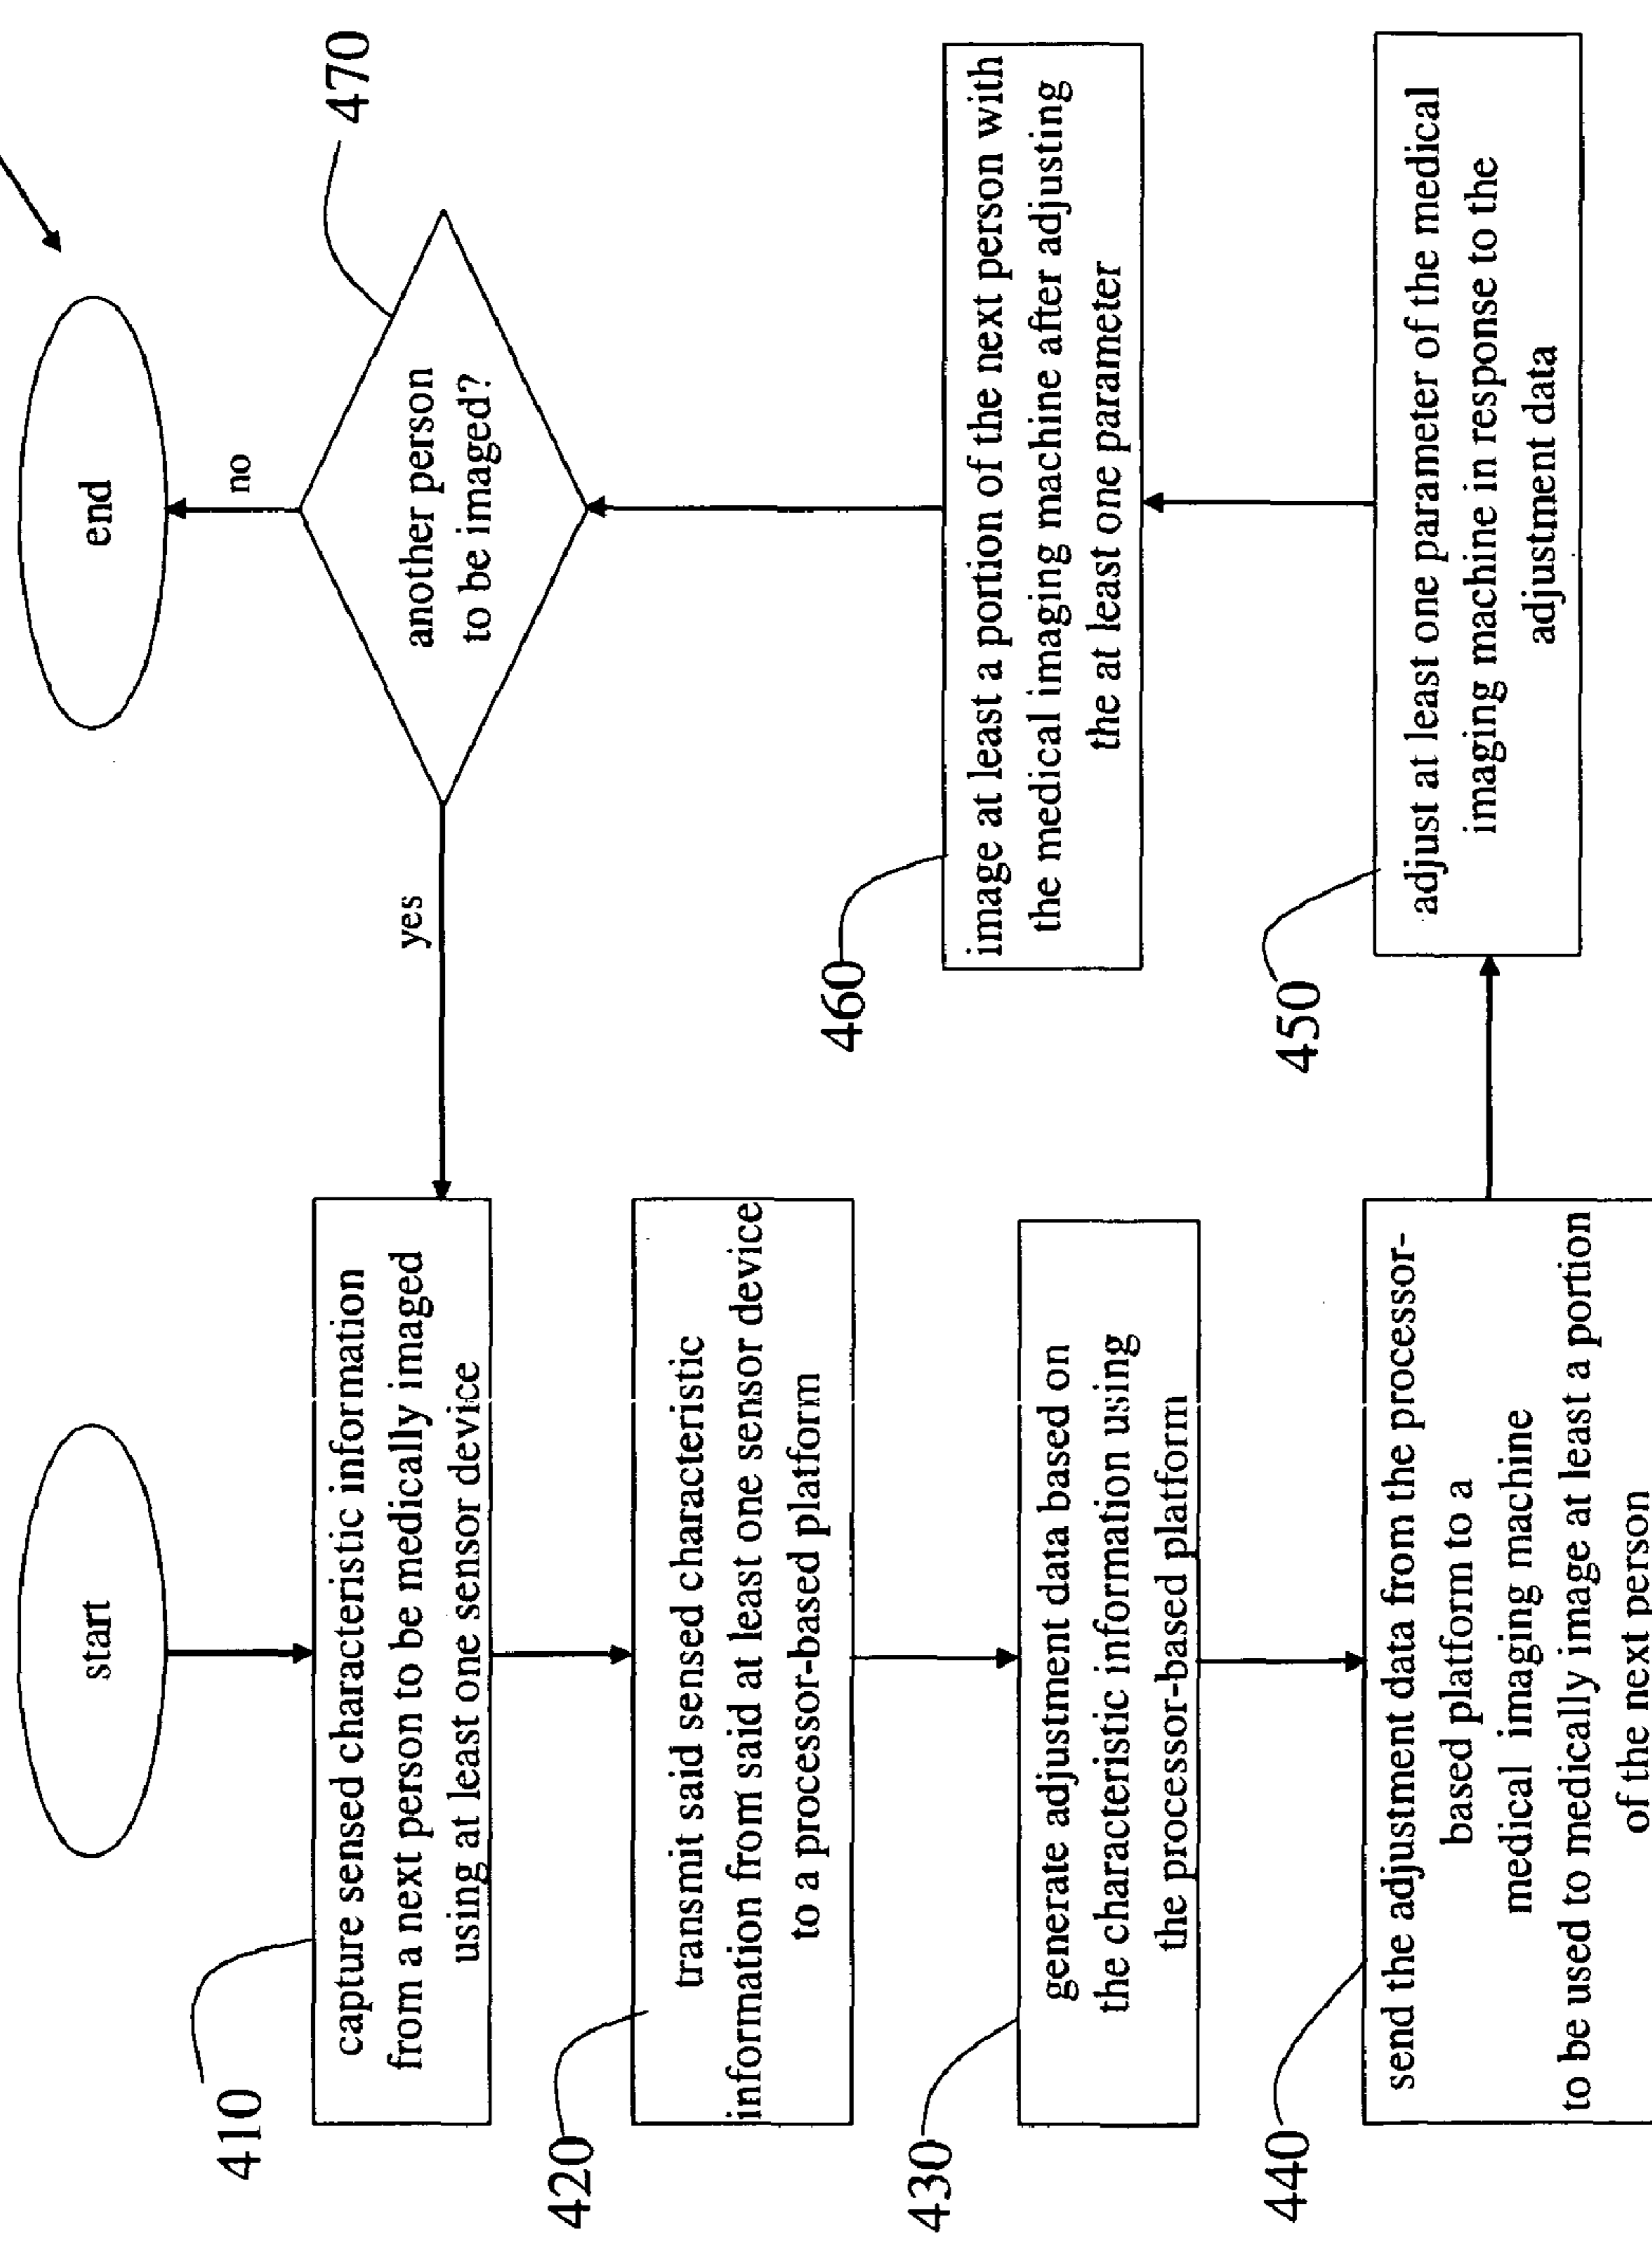 start
410
capture sensed characteristic information
from a next person to be medically imaged
using at least one sensor device
420
transmit said sensed characteristic
information from said at least one sensor device
to a processor-based platform
430
generate adjustment data based on
the characteristic information using
the processor-based platform
440
send the adjustment data from the processor-
based platform to a
medical imaging machine
to be used to medically image at least a portion
of the next person
450
adjust at least one parameter of the medical
imaging machine in response to the
adjustment data
460
image at least a portion of the next person with
the medical imaging machine after adjusting
the at least one parameter
470
another person
to be imaged?
yes
no
end